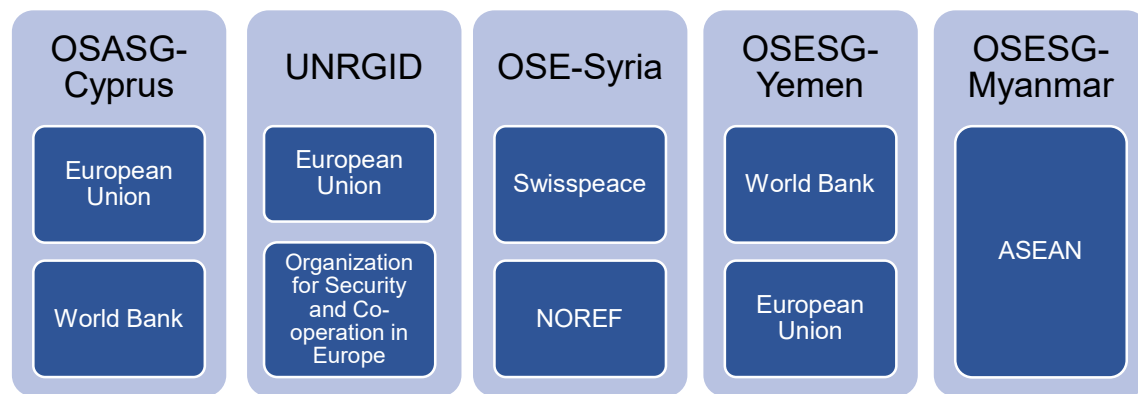 OSASG-
Cyprus
European
Union
World Bank
UNRGID
European
Union
Organization
for Security
and Co-
operation in
Europe
OSE-Syria
Swisspeace
NOREF
OSESG-
Yemen
World Bank
European
Union
OSESG-
Myanmar
ASEAN